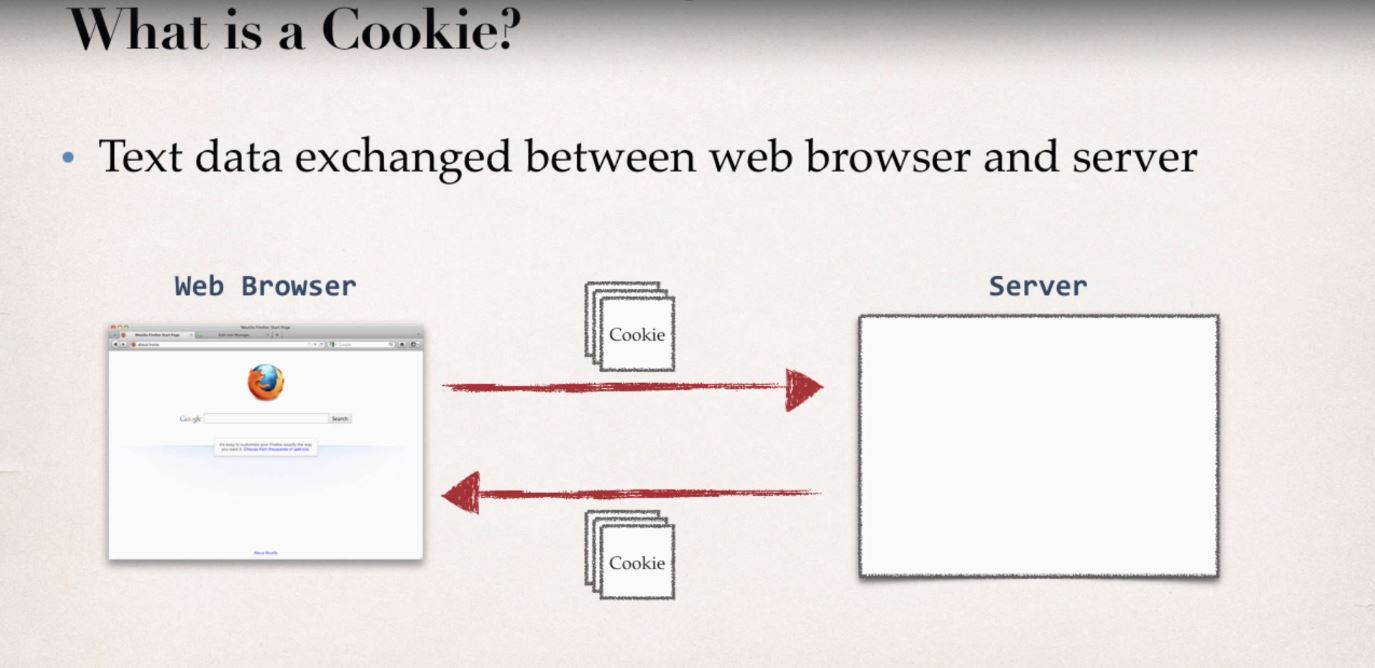 What is a Cookie?
• Text data exchanged between web browser and server
Web Browser
Server
Cookie
Mozilla Firefox Start Page
Mozilla Firefox Start Page
about:home
Google
Google
Search
It's easy to customize your Firefox exactly the way
you want it. Choose from thousands of add-ons.
About Mozilla
Cookie